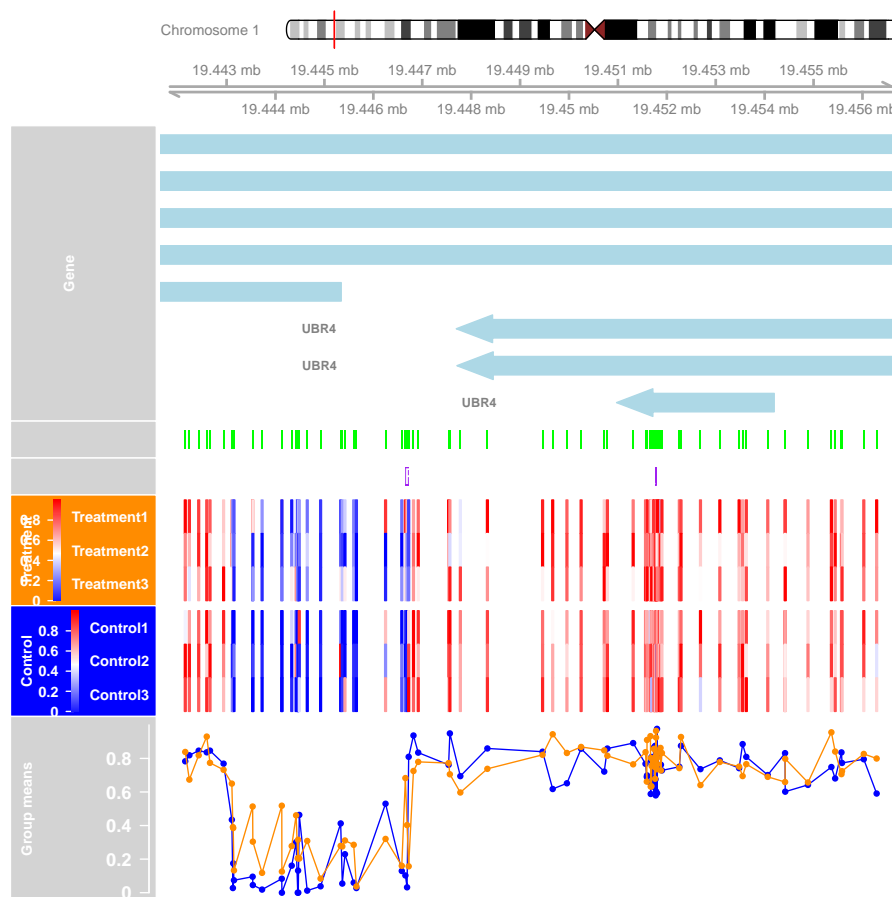 Chromosome 1
19.443 mb 19.445 mb 19.447 mb 19.449 mb 19.451 mb 19.453 mb 19.455 mb
19.444 mb 19.446 mb 19.448 mb 19.45 mb 19.452 mb 19.454 mb 19.456 mb
Gene
UBR4
UBR4
UBR4
Treatment
0.8
0.6
0.4
0.2
0
Treatment1
Treatment2
Treatment3
Control
0.8
0.6
0.4
0.2
0
Control1
Control2
Control3
Group means
0.8
0.6
0.4
0.2
0